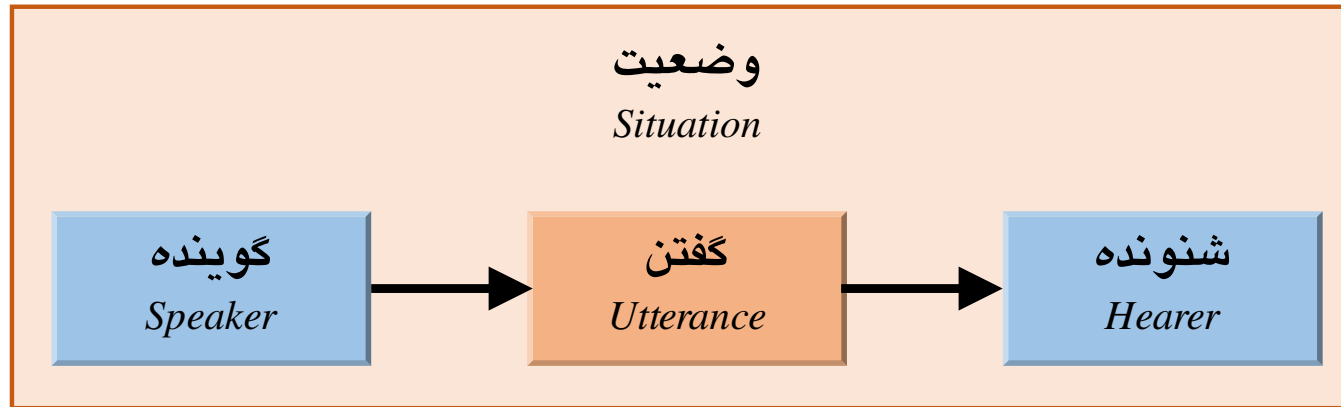 وضعیت
Situation
گوینده
Speaker
گفتن
Utterance
شنونده
Hearer